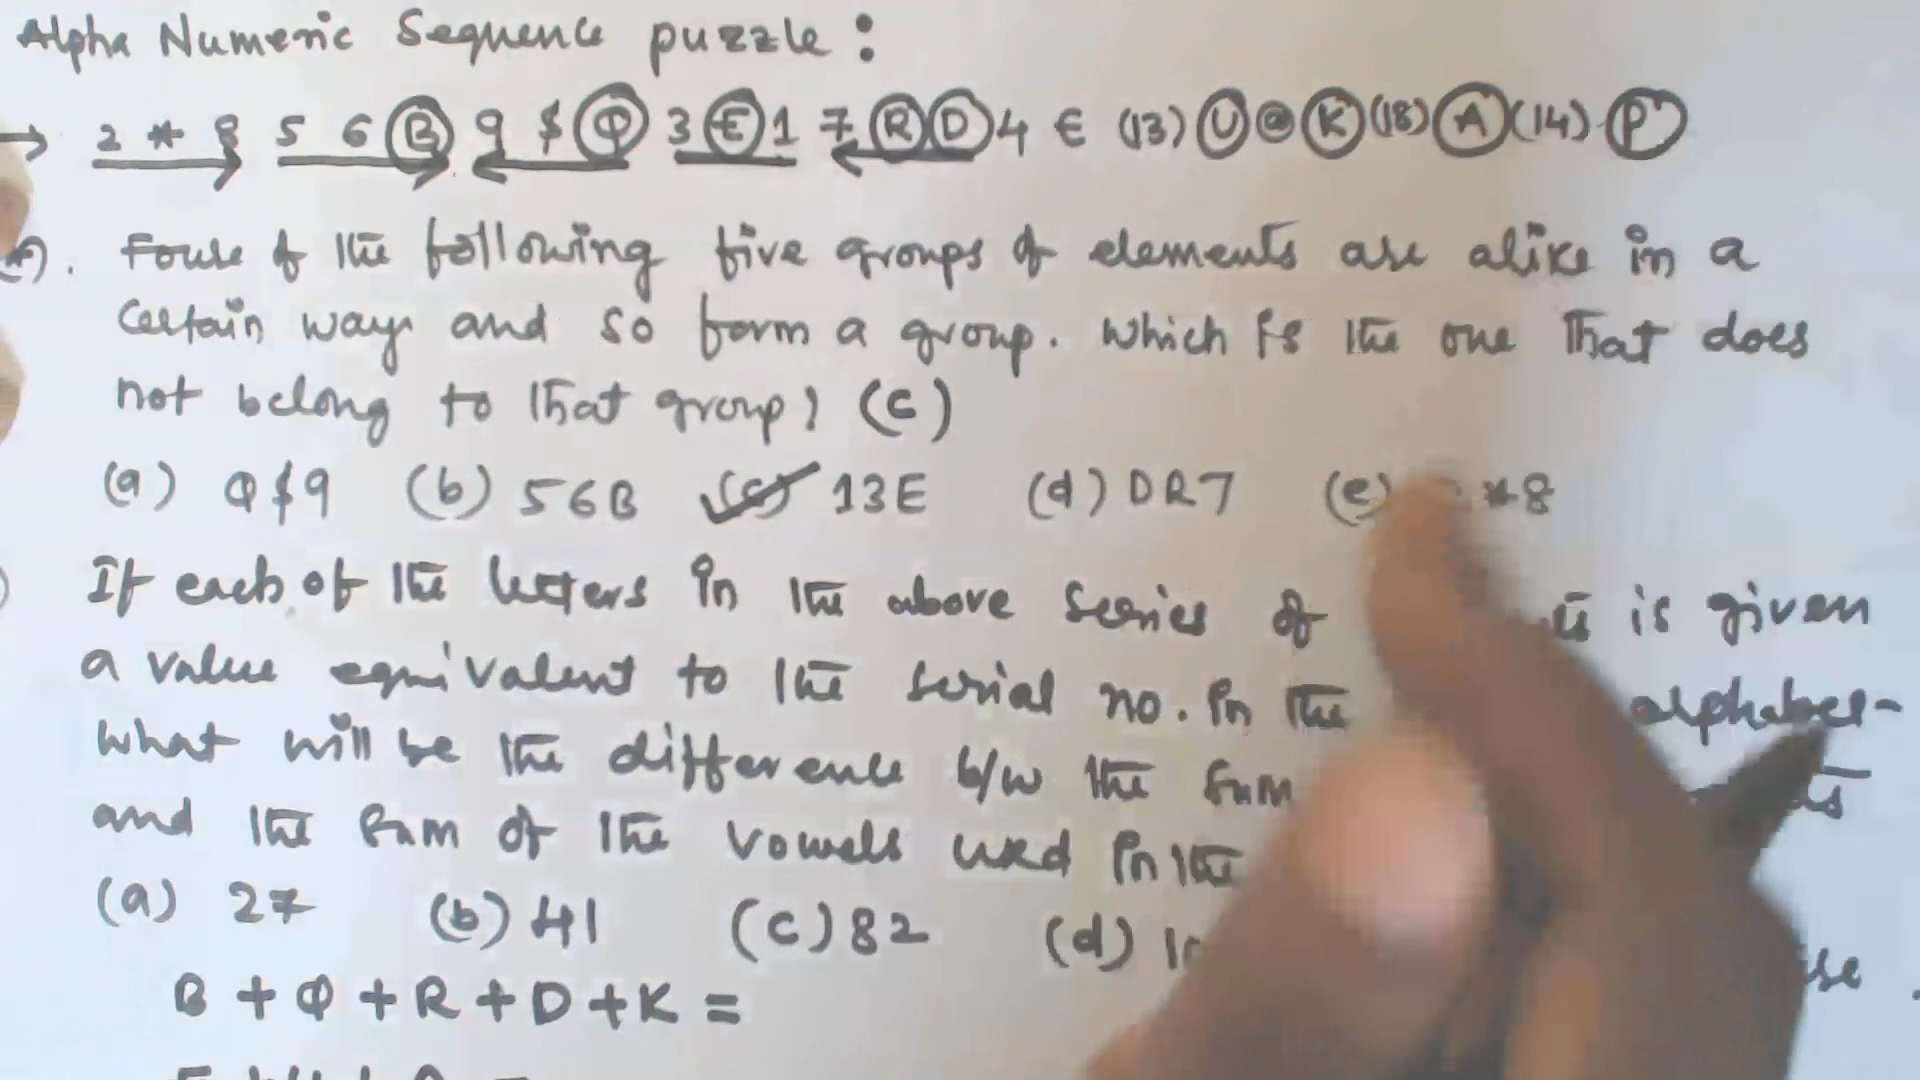 Alpha Numeric Sequence puzzle :
→ 2 * 8 5 6 B 9 $ Q 3 E 1 7 R D 4 € (13) U @ K (18) A (14) P
Four of the following five groups of elements are alike in a
certain way and so form a group. Which is the one that does
not belong to that group? (c)
(a) Q$9 (b) 56B (c) 13E (d) DR7 (e) *8
If each of the letters in the above series of is given
a value equivalent to the serial no. in the alphabet-
what will be the difference b/w the sum
and the sum of the vowels used in the
(a) 27 (b) 41 (c) 82 (d)
B + Q + R + D + K =